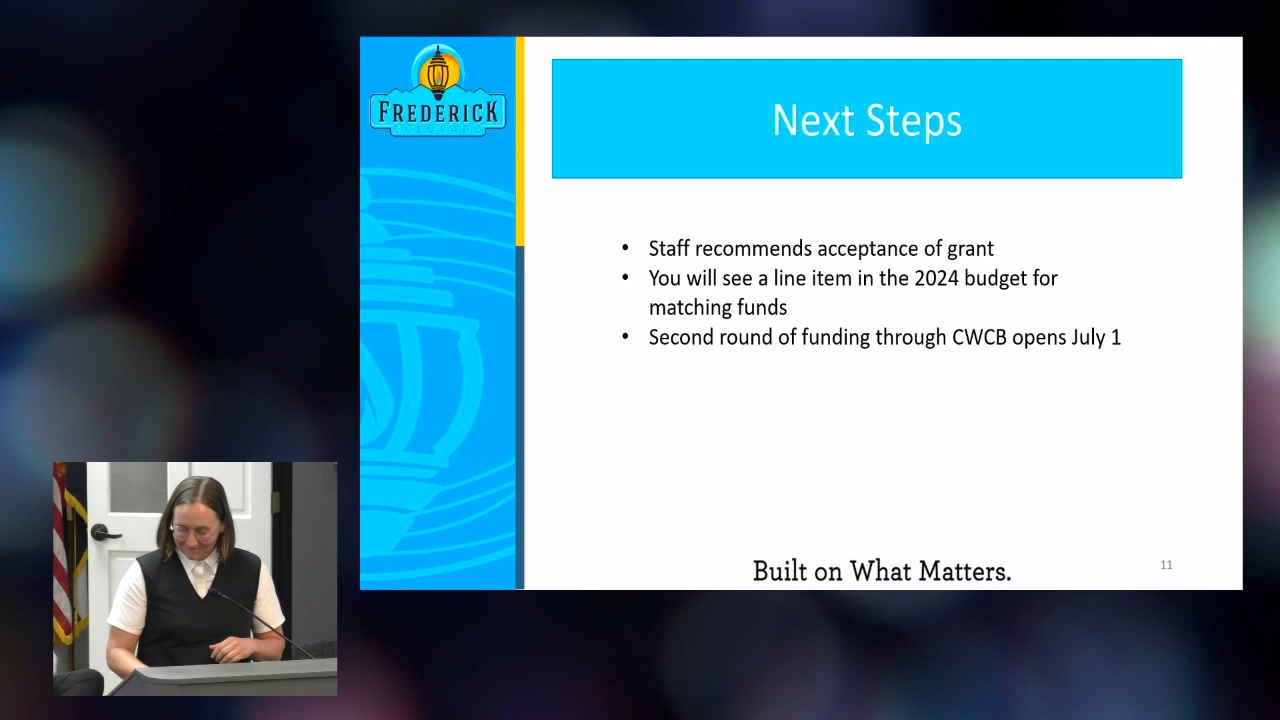 FREDERICK
COLORADO
Next Steps
• Staff recommends acceptance of grant
• You will see a line item in the 2024 budget for
matching funds
• Second round of funding through CWCB opens July 1
Built on What Matters.
11